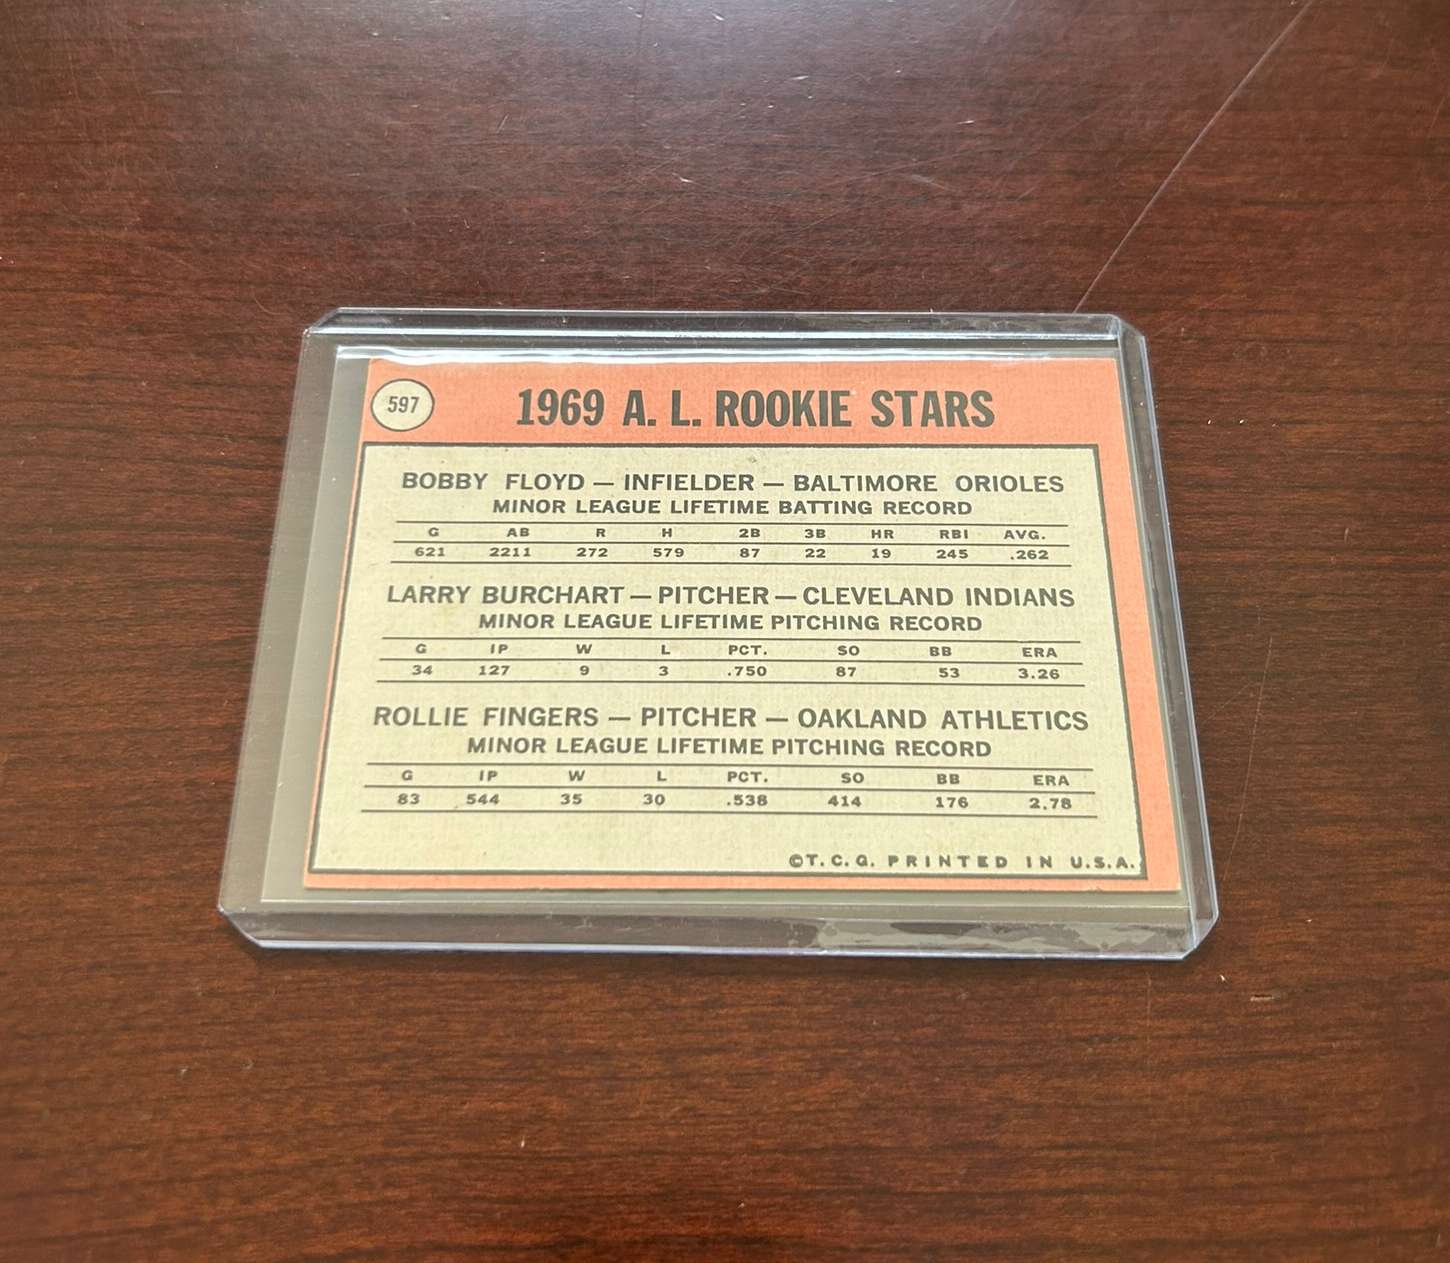 597
1969 A. L. ROOKIE STARS
BOBBY FLOYD — INFIELDER — BALTIMORE ORIOLES
MINOR LEAGUE LIFETIME BATTING RECORD
G AB R H 2B 3B HR RBI AVG.
621 2211 272 579 87 22 19 245 .262
LARRY BURCHART — PITCHER — CLEVELAND INDIANS
MINOR LEAGUE LIFETIME PITCHING RECORD
G IP W L PCT. SO BB ERA
34 127 9 3 .750 87 53 3.26
ROLLIE FINGERS — PITCHER — OAKLAND ATHLETICS
MINOR LEAGUE LIFETIME PITCHING RECORD
G IP W L PCT. SO BB ERA
83 544 35 30 .538 414 176 2.78
©T.C.G. PRINTED IN U.S.A.